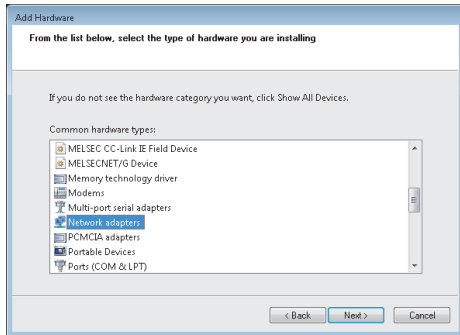 Add Hardware
From the list below, select the type of hardware you are installing
If you do not see the hardware category you want, click Show All Devices.
Common hardware types:
MELSEC CC-Link IE Field Device
MELSECNET/G Device
Memory technology driver
Modems
Multi-port serial adapters
Network adapters
PCMCIA adapters
Portable Devices
Ports (COM & LPT)
< Back Next > Cancel